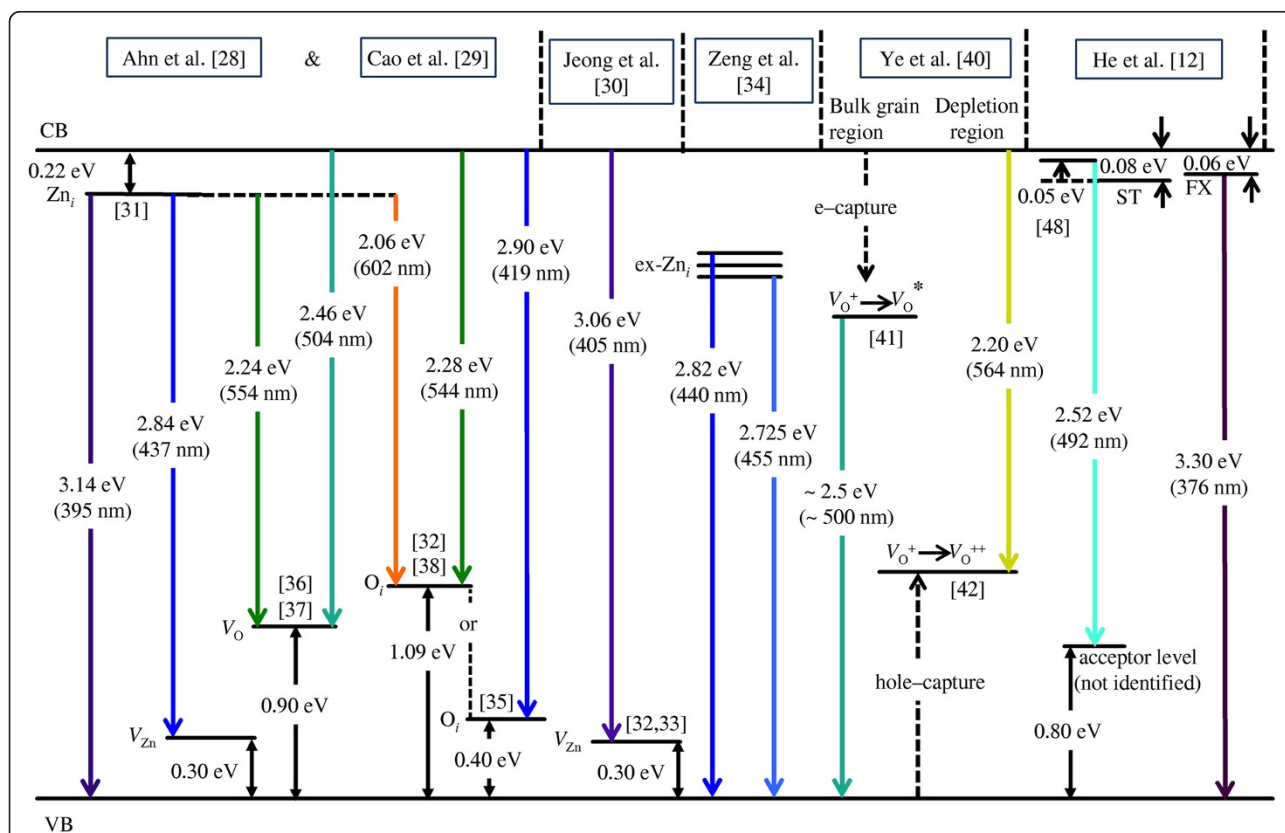 Ahn et al. [28]
&
Cao et al. [29]
Jeong et al.
[30]
Zeng et al.
[34]
Ye et al. [40]
He et al. [12]
Bulk grain
region
Depletion
region
CB
0.22 eV
Znᵢ
[31]
3.14 eV
(395 nm)
2.84 eV
(437 nm)
V_Zn
0.30 eV
2.24 eV
(554 nm)
2.46 eV
(504 nm)
[36]
[37]
V_O
0.90 eV
2.06 eV
(602 nm)
2.28 eV
(544 nm)
[32]
[38]
Oᵢ
or
1.09 eV
2.90 eV
(419 nm)
[35]
Oᵢ
0.40 eV
3.06 eV
(405 nm)
[32,33]
V_Zn
0.30 eV
ex-Znᵢ
2.82 eV
(440 nm)
2.725 eV
(455 nm)
e–capture
V_O⁺ → V_O*
[41]
~ 2.5 eV
(~ 500 nm)
2.20 eV
(564 nm)
V_O⁺ → V_O⁺⁺
[42]
hole–capture
0.08 eV
0.05 eV
ST
[48]
0.06 eV
FX
2.52 eV
(492 nm)
3.30 eV
(376 nm)
acceptor level
(not identified)
0.80 eV
VB